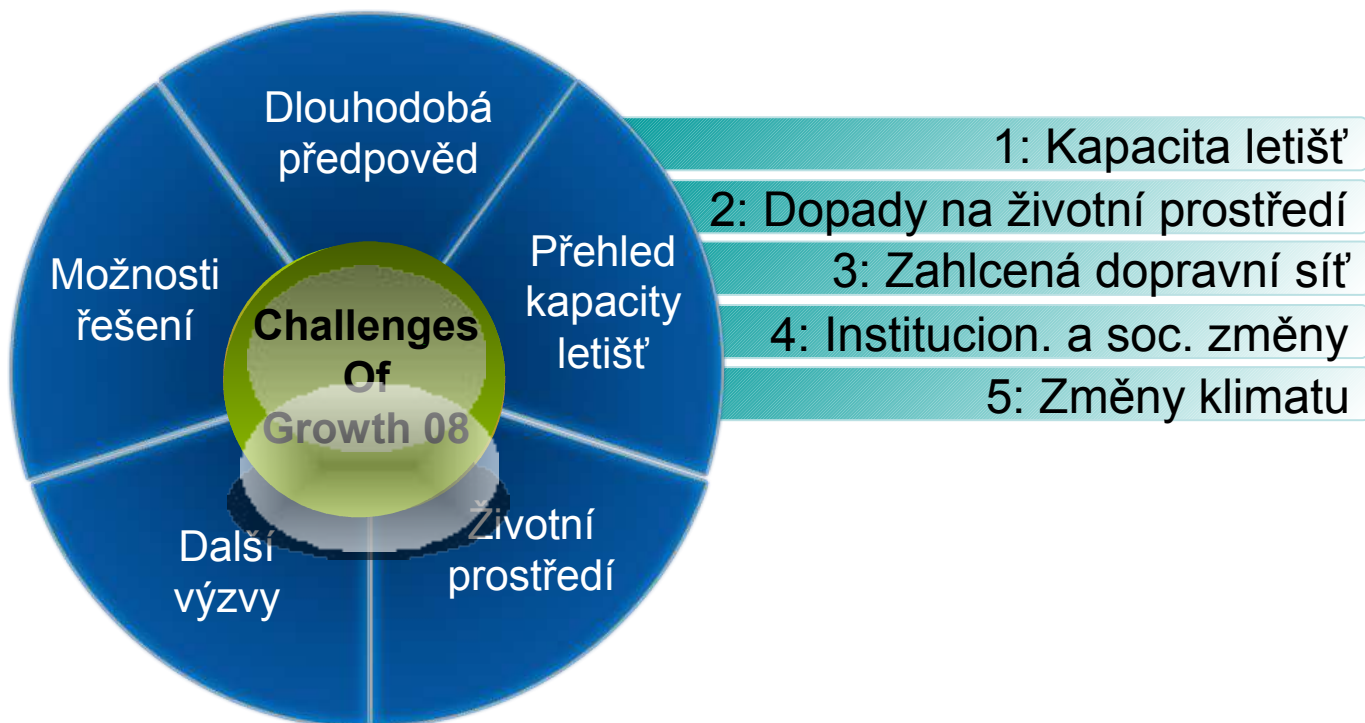 Dlouhodobá
předpověd
Přehled
kapacity
letišť
Životní
prostředí
Další
výzvy
Možnosti
řešení
Challenges
Of
Growth 08
1: Kapacita letišť
2: Dopady na životní prostředí
3: Zahlcená dopravní síť
4: Institucion. a soc. změny
5: Změny klimatu